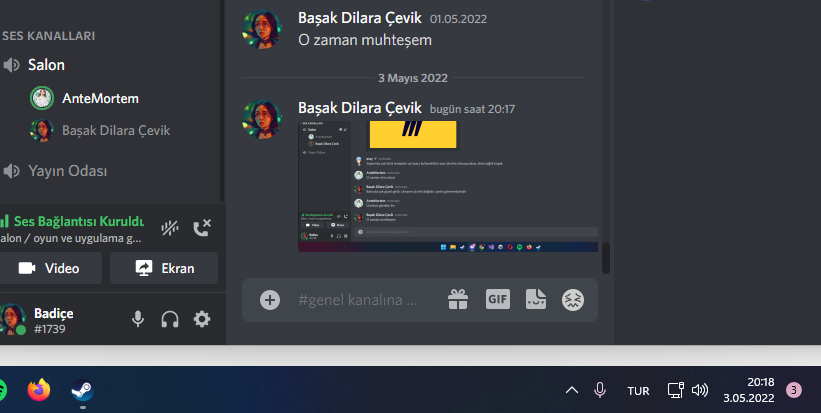 SES KANALLARI
Salon
AnteMortem
Başak Dilara Çevik
Yayın Odası
Ses Bağlantısı Kuruldu
alon / oyun ve uygulama g...
Video
Ekran
Badiçe
#1739
Başak Dilara Çevik 01.05.2022
O zaman muhteşem
3 Mayıs 2022
Başak Dilara Çevik bugün saat 20:17
#genel kanalına ...
GIF
TUR
20:18
3.05.2022
3